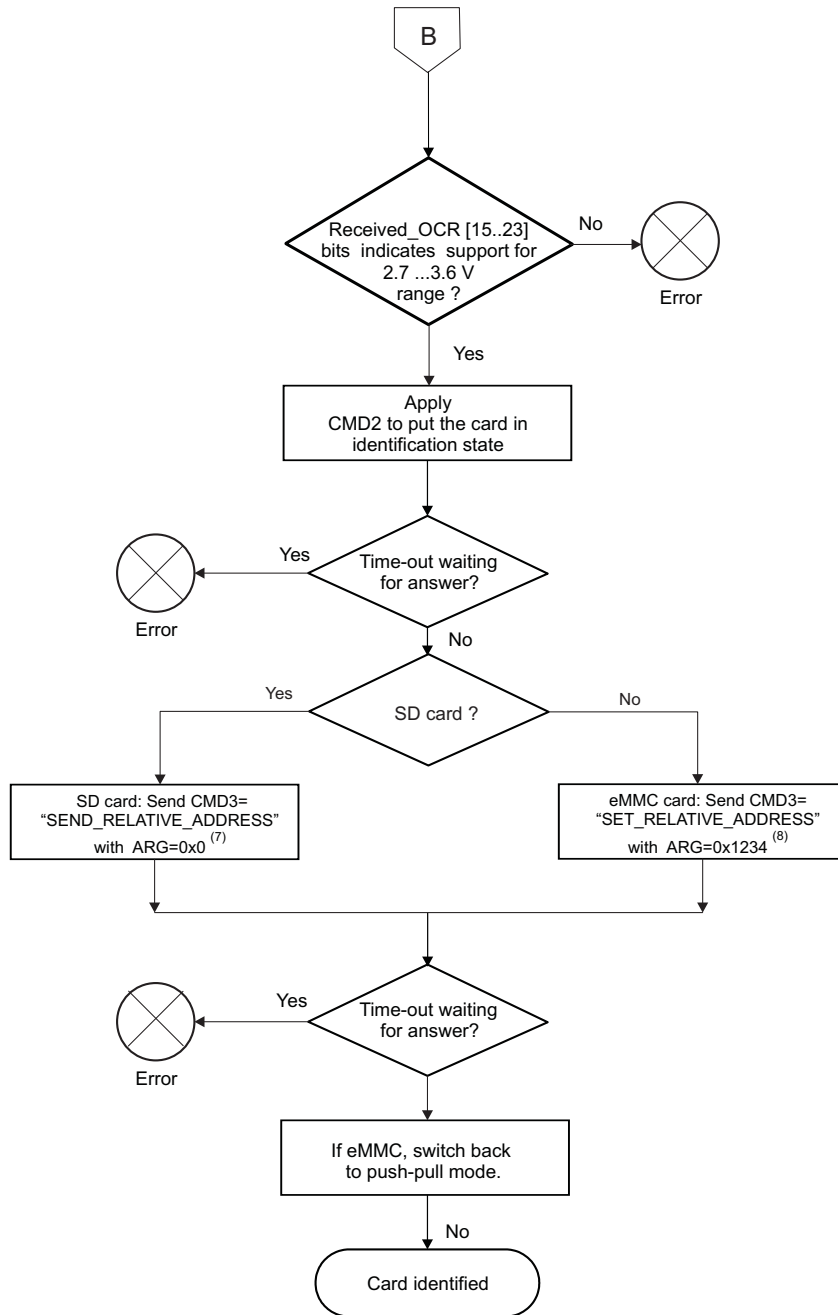 B
Received_OCR [15..23]
bits indicates support for
2.7 ...3.6 V
range ?
No
Error
Yes
Apply
CMD2 to put the card in
identification state
Yes
Time-out waiting
for answer?
Error
No
Yes
SD card ?
No
SD card: Send CMD3=
“SEND_RELATIVE_ADDRESS”
with ARG=0x0 (7)
eMMC card: Send CMD3=
“SET_RELATIVE_ADDRESS”
with ARG=0x1234 (8)
Yes
Time-out waiting
for answer?
Error
If eMMC, switch back
to push-pull mode.
No
Card identified